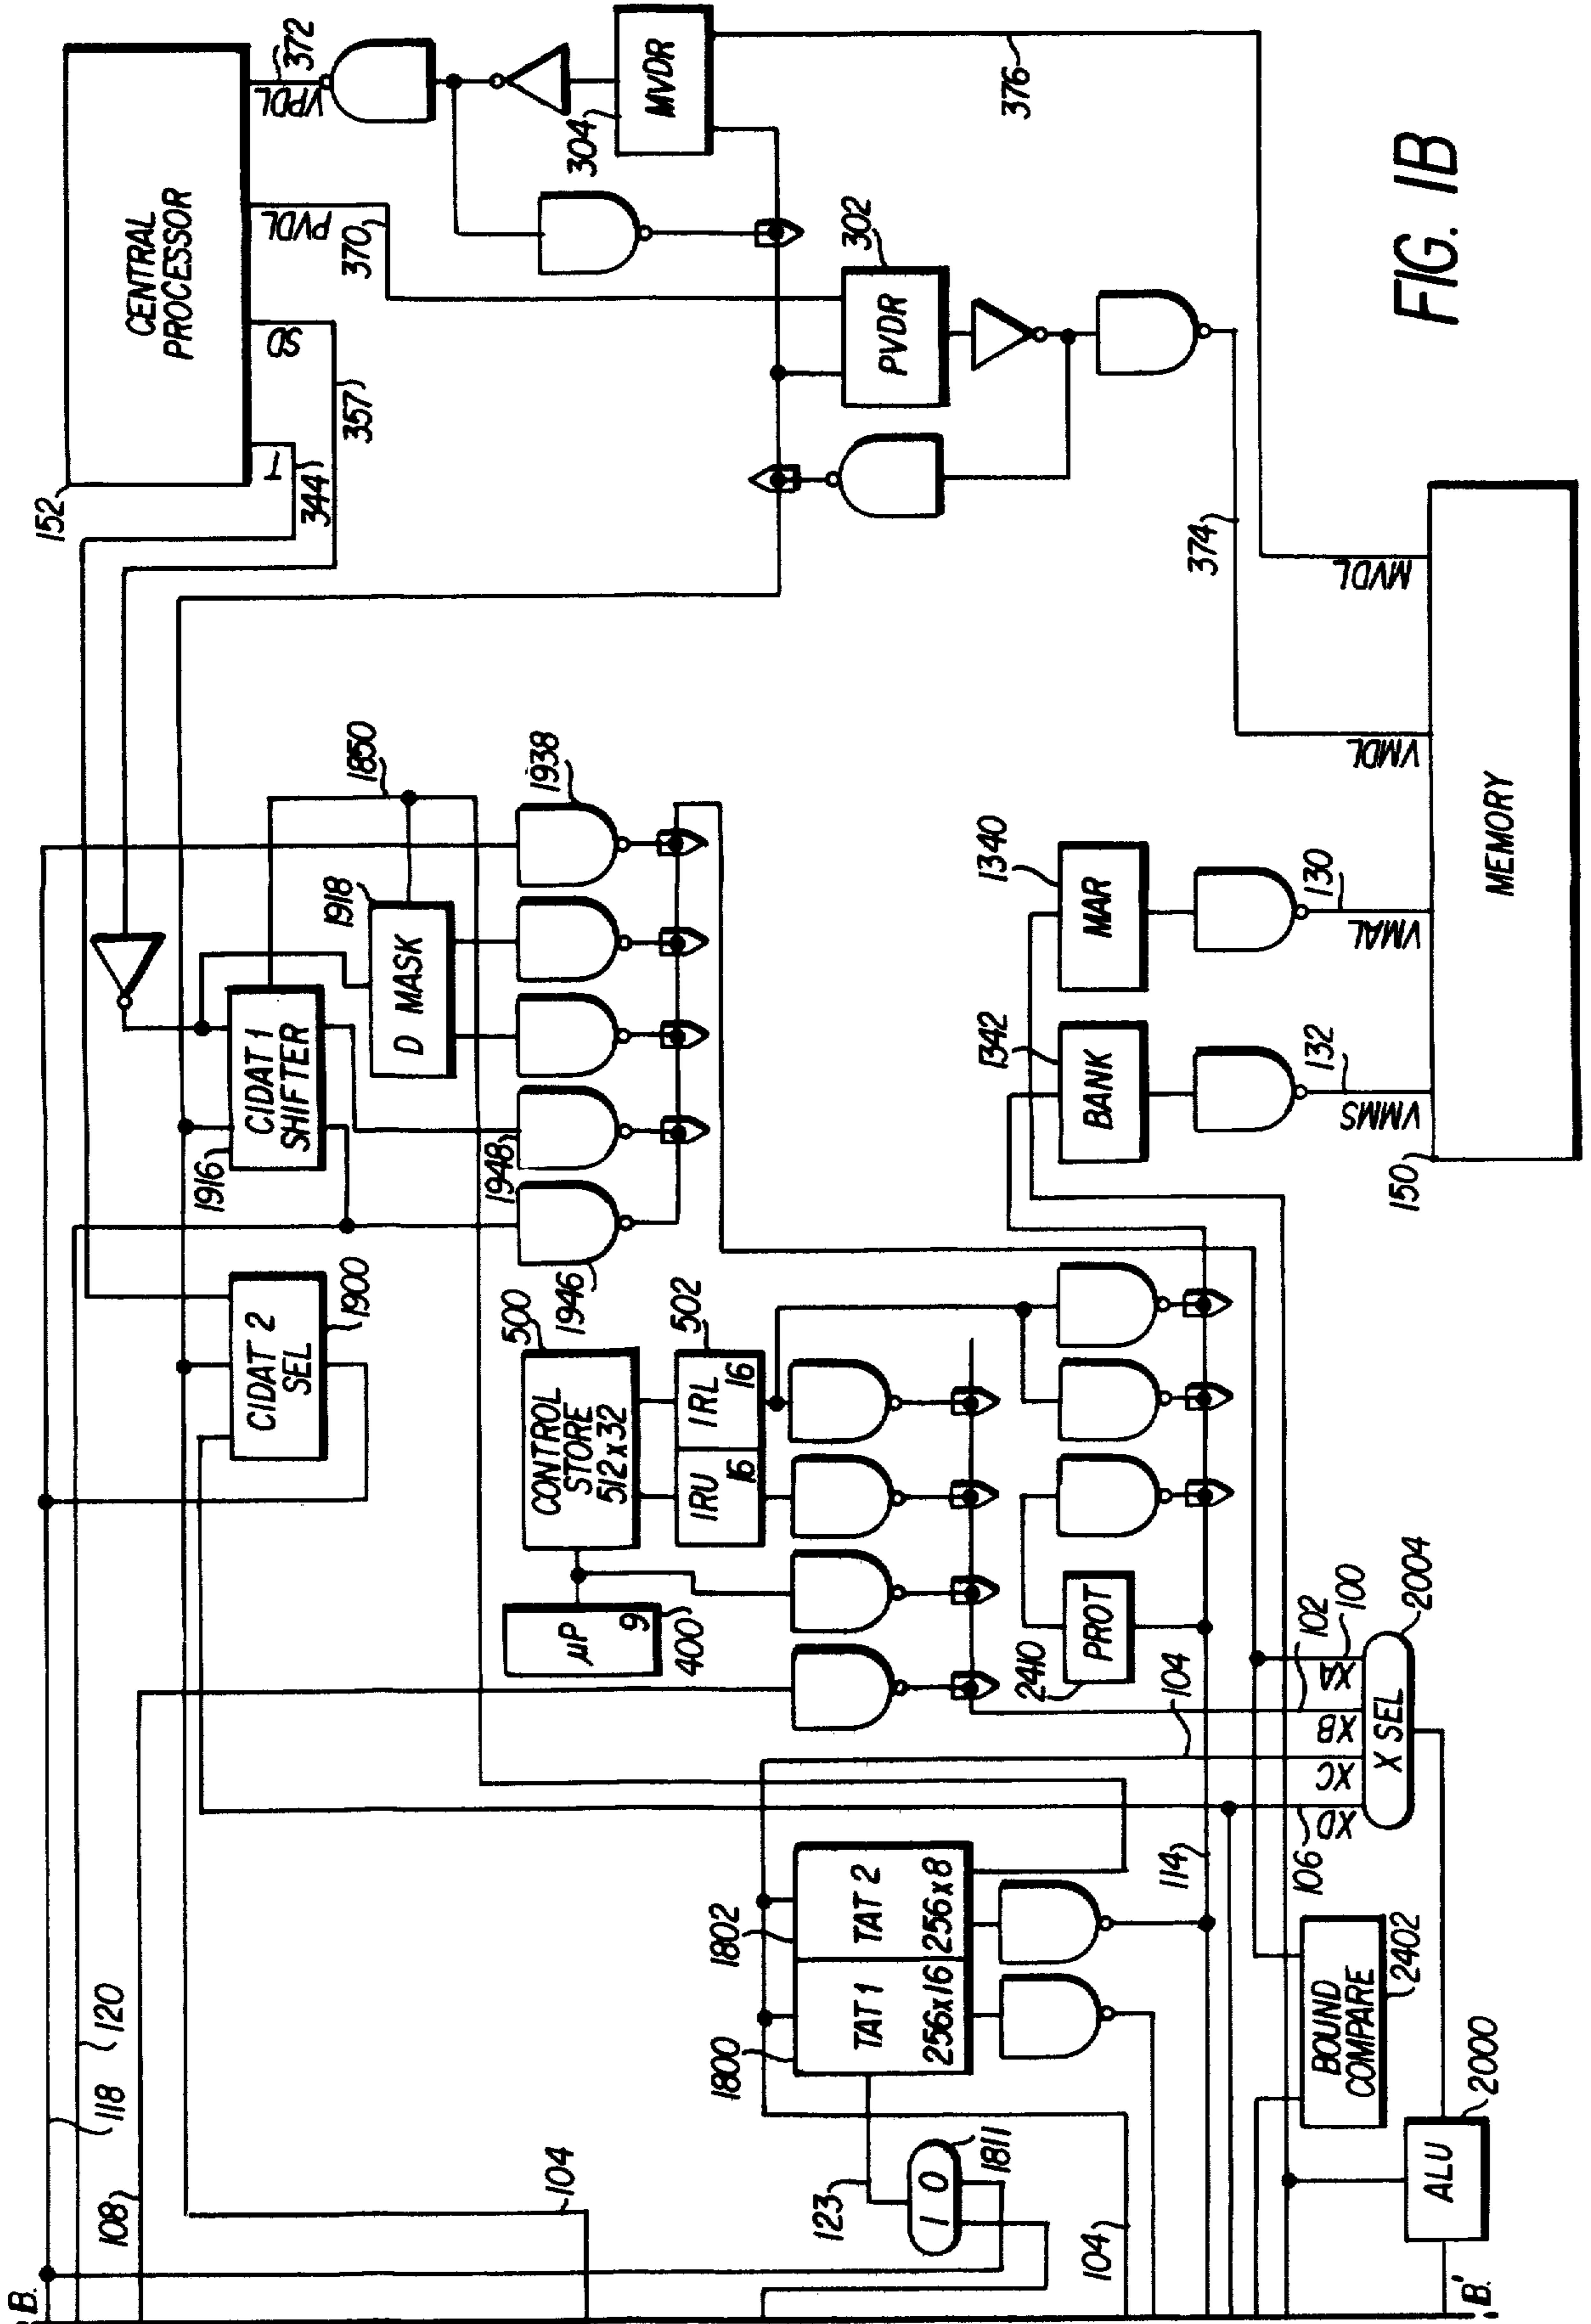 152
CENTRAL
PROCESSOR
T
344
SD
357
PVDL
370
VPDL
372
304
MVDR
376
302
PVDR
374
FIG. 1B
B.
118
120
108
104
CIDAT 2
SEL
1900
1916
CIDAT 1
SHIFTER
1918
D MASK
1850
1946
1948
1938
500
CONTROL
STORE
512x32
μP
9
400
502
IRU
16
IRL
16
2410
PROT
1342
BANK
1340
MAR
132
VMMS
130
VMAL
VMDL
MVDL
150
MEMORY
1800
TAT 1
256x16
1802
TAT 2
256x8
123
1
0
1811
104
114
104
106
XD
XC
XB
102
XA
100
X SEL
2004
BOUND
COMPARE
2402
ALU
2000
B'.